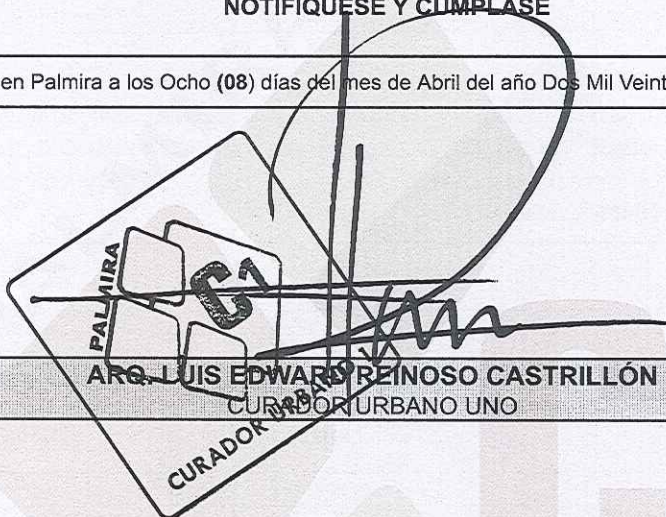 NOTIFÍQUESE Y CÚMPLASE
en Palmira a los Ocho (08) días del mes de Abril del año Dos Mil Veint
PALMIRA
C1
ARQ. LUIS EDWARD REINOSO CASTRILLÓN
CURADOR URBANO UNO
CURADOR URBANO 1